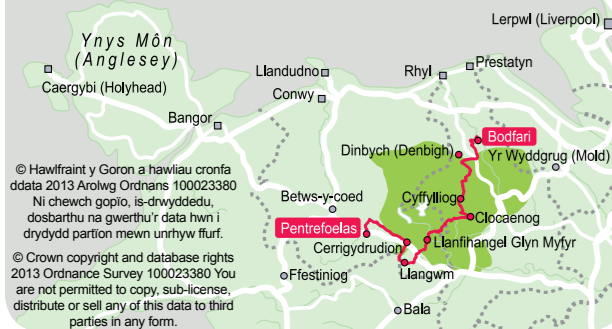 Lerpwl (Liverpool)
Ynys Môn
(Anglesey)
Llandudno
Rhyl
Prestatyn
Caergybi (Holyhead)
Conwy
Bangor
Bodfari
Dinbych (Denbigh)
Yr Wyddgrug (Mold)
© Hawlfraint y Goron a hawliau cronfa
ddata 2013 Arolwg Ordnans 100023380
Ni chewch gopïo, is-drwyddedu,
dosbarthu na gwerthu'r data hwn i
drydydd partïon mewn unrhyw ffurf.
Betws-y-coed
Cyffylliog
Clocaenog
Pentrefoelas
Cerrigydrudion
Llanfihangel Glyn Myfyr
Llangwm
© Crown copyright and database rights
2013 Ordnance Survey 100023380 You
are not permitted to copy, sub-license,
distribute or sell any of this data to third
parties in any form.
Ffestiniog
Bala